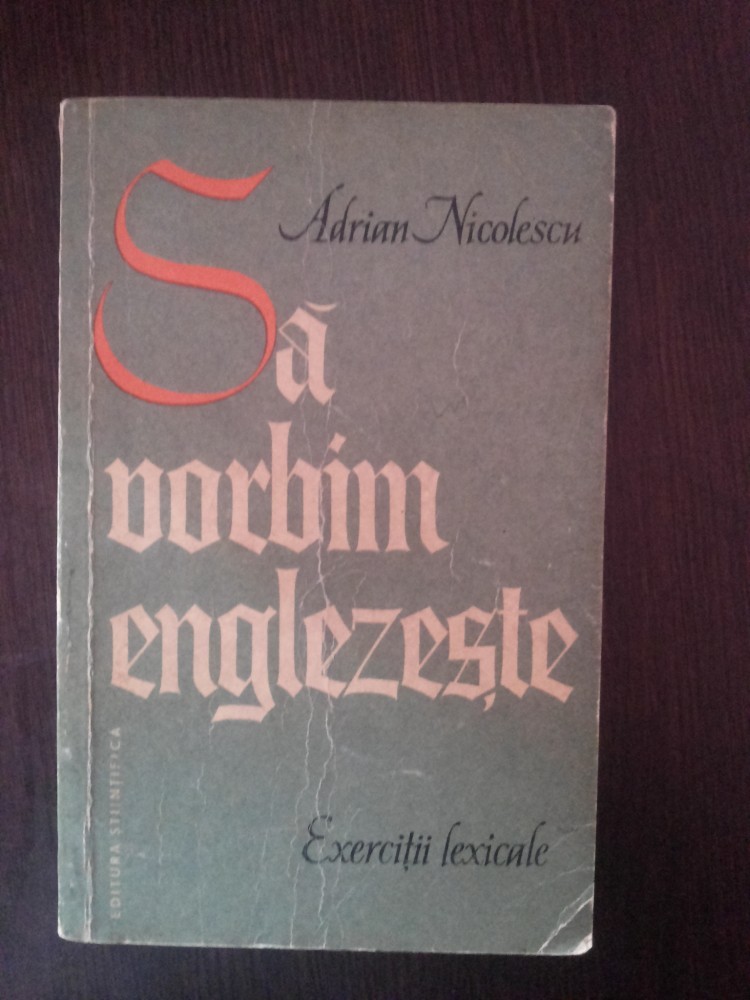 Adrian Nicolescu
Să
vorbim
englezește
Exerciții lexicale
EDITURA ȘTIINȚIFICĂ